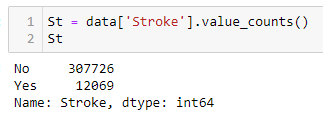 1 St = data['Stroke'].value_counts()
2 St
No 307726
Yes 12069
Name: Stroke, dtype: int64